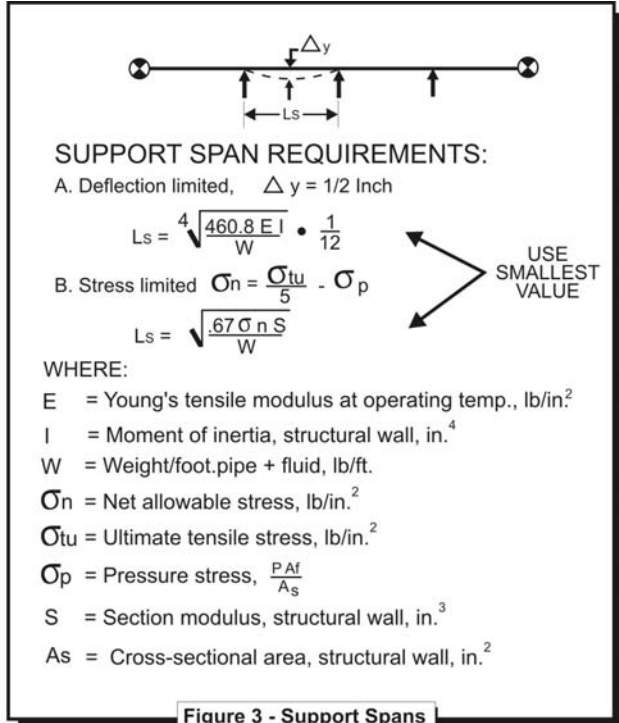 Δy
Ls
SUPPORT SPAN REQUIREMENTS:
A. Deflection limited, Δ y = 1/2 Inch
Ls = ⁴√(460.8 E I / W) • 1/12
B. Stress limited σn = σtu/5 - σp
Ls = √(.67 σ n S / W)
USE
SMALLEST
VALUE
WHERE:
E = Young's tensile modulus at operating temp., lb/in.²
I = Moment of inertia, structural wall, in.⁴
W = Weight/foot.pipe + fluid, lb/ft.
σn = Net allowable stress, lb/in.²
σtu = Ultimate tensile stress, lb/in.²
σp = Pressure stress, P Af / As
S = Section modulus, structural wall, in.³
As = Cross-sectional area, structural wall, in.²
Figure 3 - Support Spans